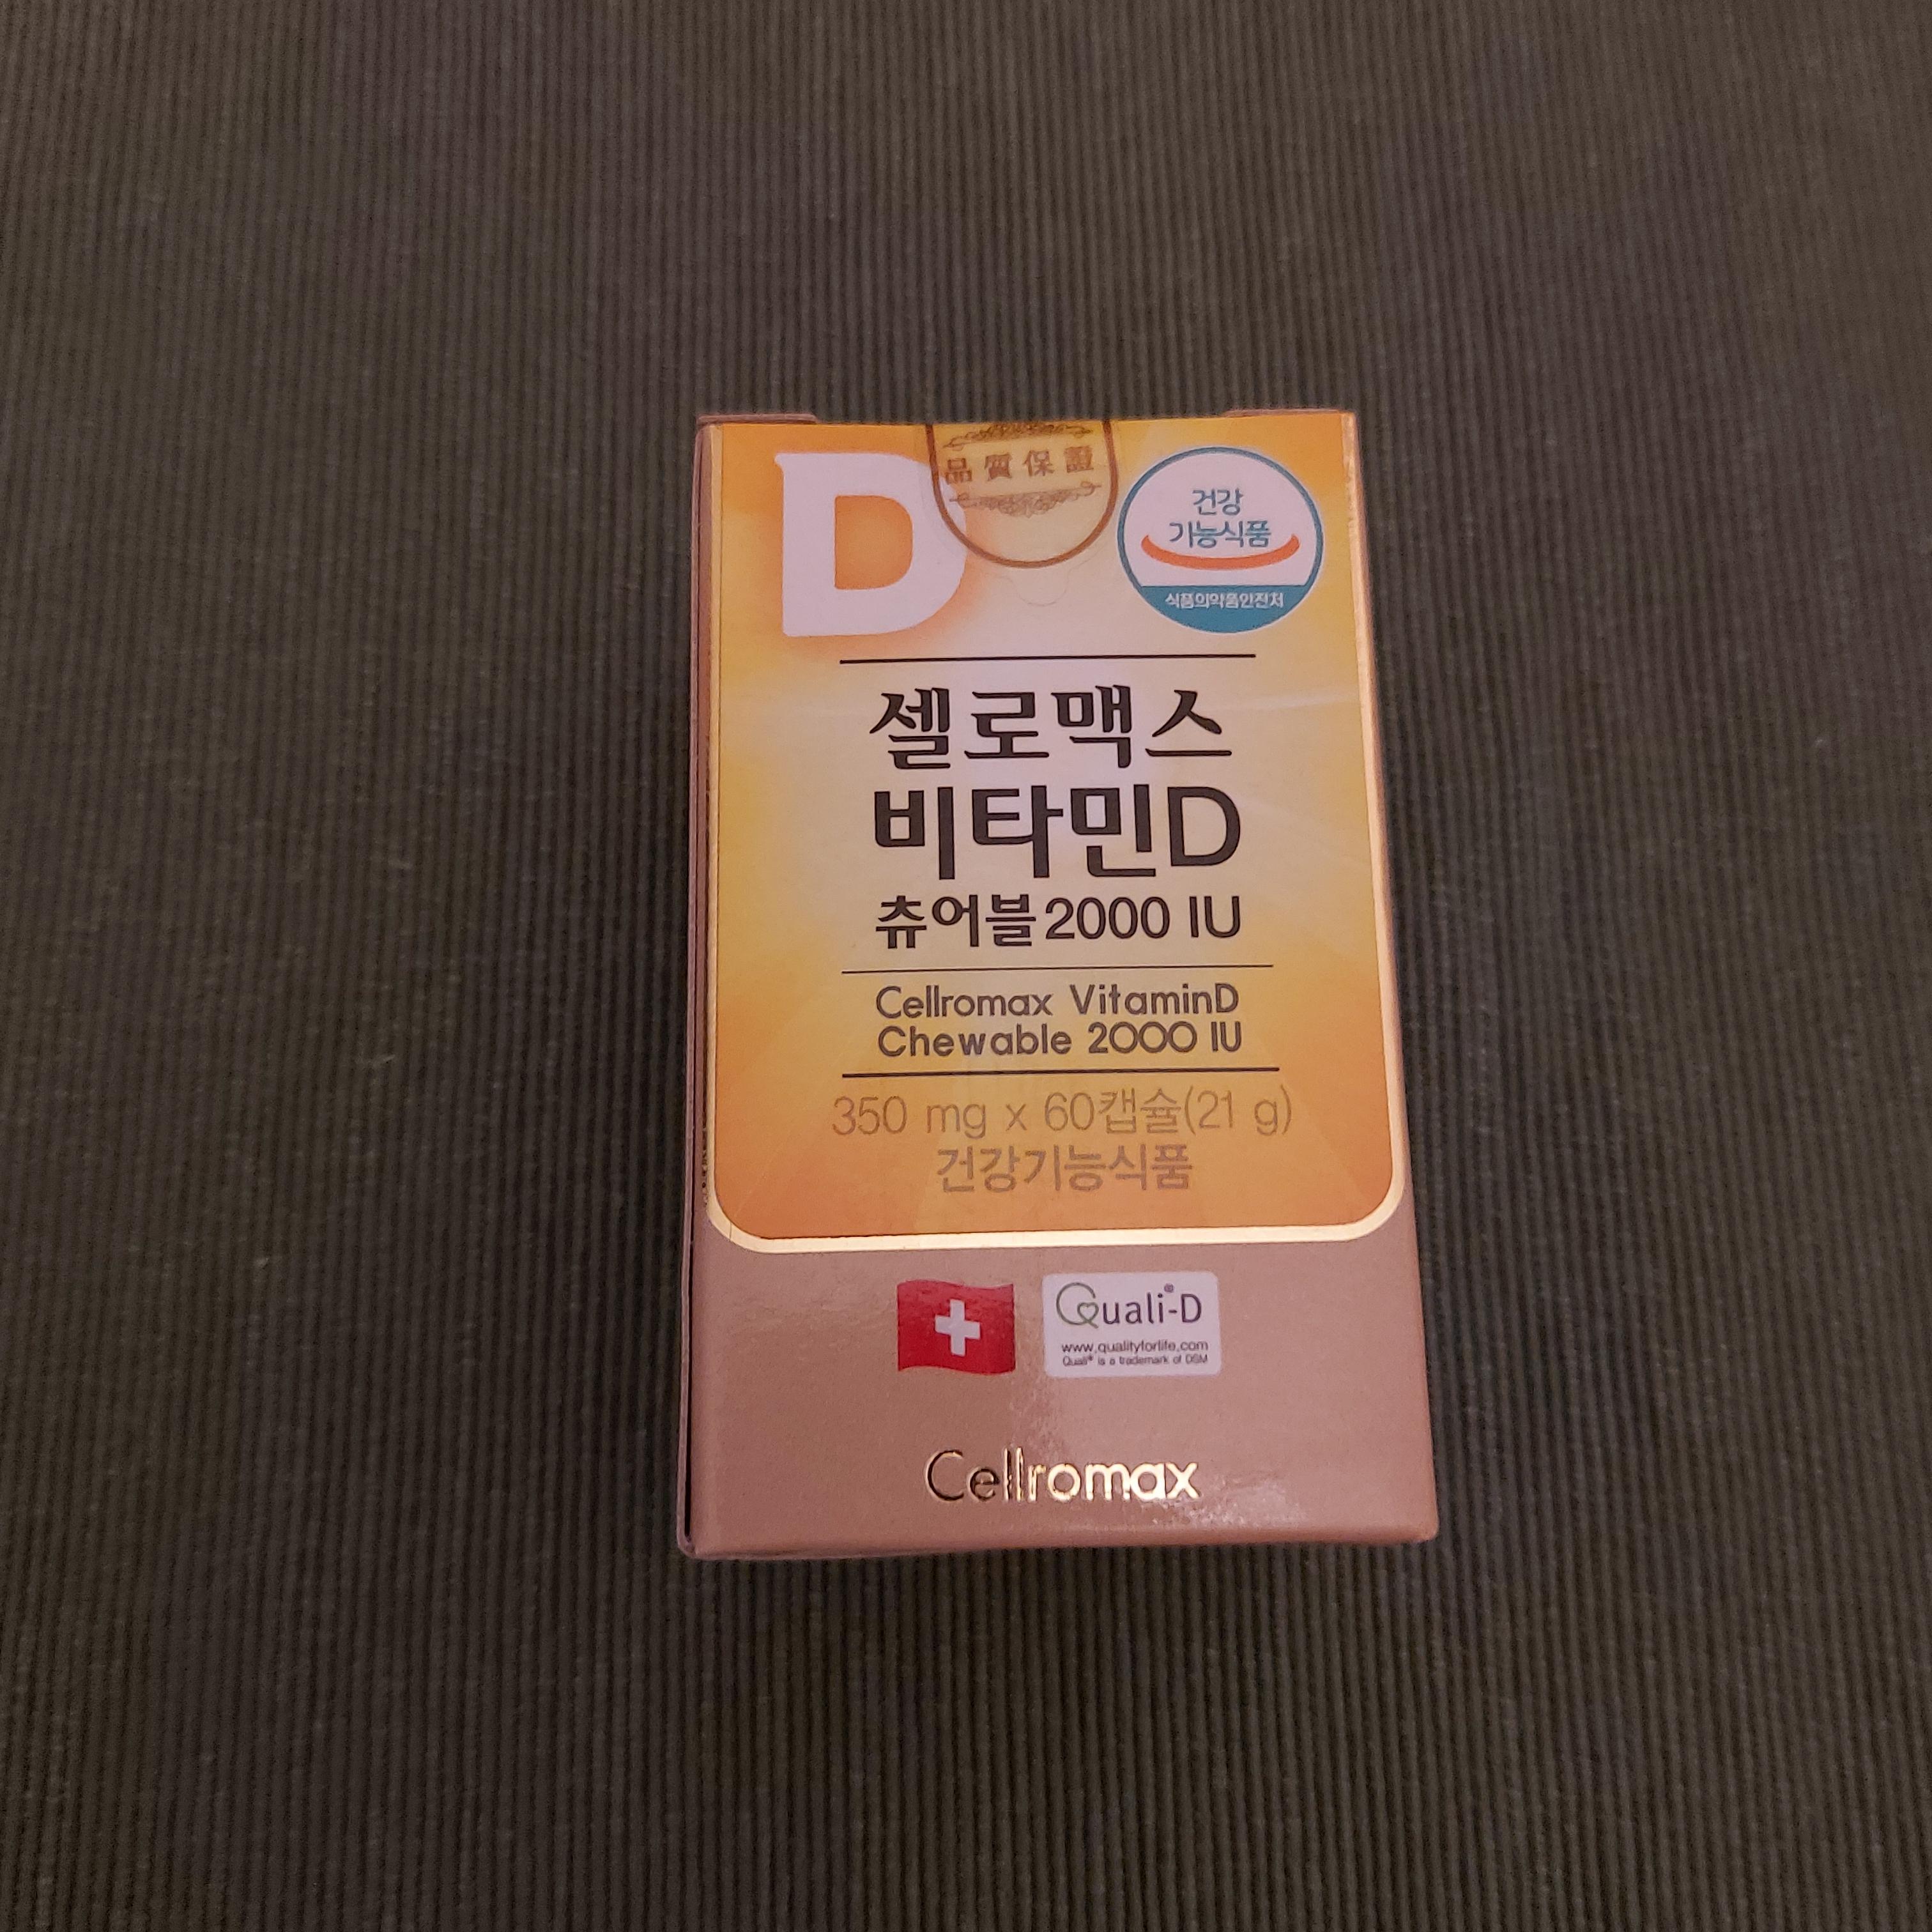 D
品質保證
건강
기능식품
식품의약품안전처
셀로맥스
비타민D
츄어블2000 IU
Cellromax VitaminD
Chewable 2000 IU
350 mg x 60캡슐(21 g)
건강기능식품
Quali®-D
www.qualityforlife.com
Quali® is a trademark of DSM
Cellromax